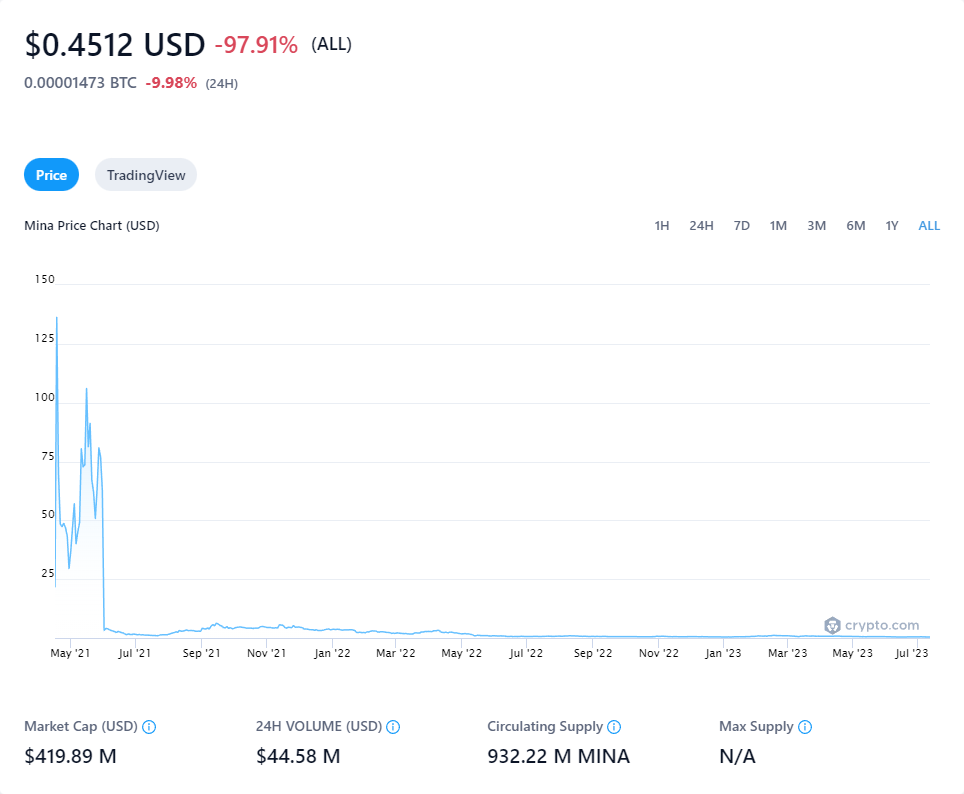 $0.4512 USD -97.91% (ALL)
0.00001473 BTC -9.98% (24H)
Price TradingView
Mina Price Chart (USD) 1H 24H 7D 1M 3M 6M 1Y ALL
150
125
100
75
50
25
crypto.com
May '21 Jul '21 Sep '21 Nov '21 Jan '22 Mar '22 May '22 Jul '22 Sep '22 Nov '22 Jan '23 Mar '23 May '23 Jul '23
Market Cap (USD) 24H VOLUME (USD) Circulating Supply Max Supply
$419.89 M $44.58 M 932.22 M MINA N/A